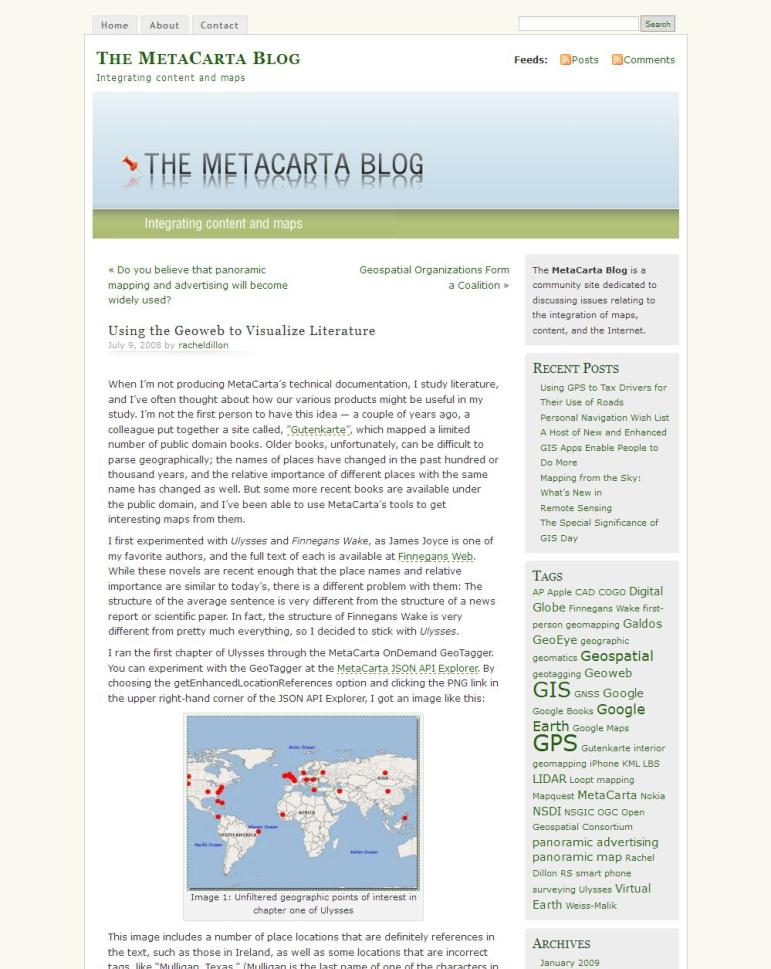 Home About Contact
Search
The MetaCarta Blog
Integrating content and maps
Feeds: Posts Comments
THE METACARTA BLOG
Integrating content and maps
« Do you believe that panoramic
mapping and advertising will become
widely used?
Geospatial Organizations Form
a Coalition »
Using the Geoweb to Visualize Literature
July 9, 2008 by racheldillon
When I'm not producing MetaCarta's technical documentation, I study literature,
and I've often thought about how our various products might be useful in my
study. I'm not the first person to have this idea — a couple of years ago, a
colleague put together a site called, "Gutenkarte", which mapped a limited
number of public domain books. Older books, unfortunately, can be difficult to
parse geographically; the names of places have changed in the past hundred or
thousand years, and the relative importance of different places with the same
name has changed as well. But some more recent books are available under
the public domain, and I've been able to use MetaCarta's tools to get
interesting maps from them.
I first experimented with Ulysses and Finnegans Wake, as James Joyce is one of
my favorite authors, and the full text of each is available at Finnegans Web.
While these novels are recent enough that the place names and relative
importance are similar to today's, there is a different problem with them: The
structure of the average sentence is very different from the structure of a news
report or scientific paper. In fact, the structure of Finnegans Wake is very
different from pretty much everything, so I decided to stick with Ulysses.
I ran the first chapter of Ulysses through the MetaCarta OnDemand GeoTagger.
You can experiment with the GeoTagger at the MetaCarta JSON API Explorer. By
choosing the getEnhancedLocationReferences option and clicking the PNG link in
the upper right-hand corner of the JSON API Explorer, I got an image like this:
Arctic Ocean
ASIA
AFRICA
Atlantic Ocean
SOUTH AMERICA
Pacific Ocean
Indian Ocean
Image 1: Unfiltered geographic points of interest in
chapter one of Ulysses
This image includes a number of place locations that are definitely references in
the text, such as those in Ireland, as well as some locations that are incorrect
tags, like "Mulligan, Texas." (Mulligan is the last name of one of the characters in
The MetaCarta Blog is a
community site dedicated to
discussing issues relating to
the integration of maps,
content, and the Internet.
Recent Posts
Using GPS to Tax Drivers for
Their Use of Roads
Personal Navigation Wish List
A Host of New and Enhanced
GIS Apps Enable People to
Do More
Mapping from the Sky:
What's New in
Remote Sensing
The Special Significance of
GIS Day
Tags
AP Apple CAD COGO Digital
Globe Finnegans Wake first-
person geomapping Galdos
GeoEye geographic
geomatics Geospatial
geotagging Geoweb
GIS GNSS Google
Google Books Google
Earth Google Maps
GPS Gutenkarte interior
geomapping iPhone KML LBS
LIDAR Loopt mapping
Mapquest MetaCarta Nokia
NSDI NSGIC OGC Open
Geospatial Consortium
panoramic advertising
panoramic map Rachel
Dillon RS smart phone
surveying Ulysses Virtual
Earth Weiss-Malik
Archives
January 2009